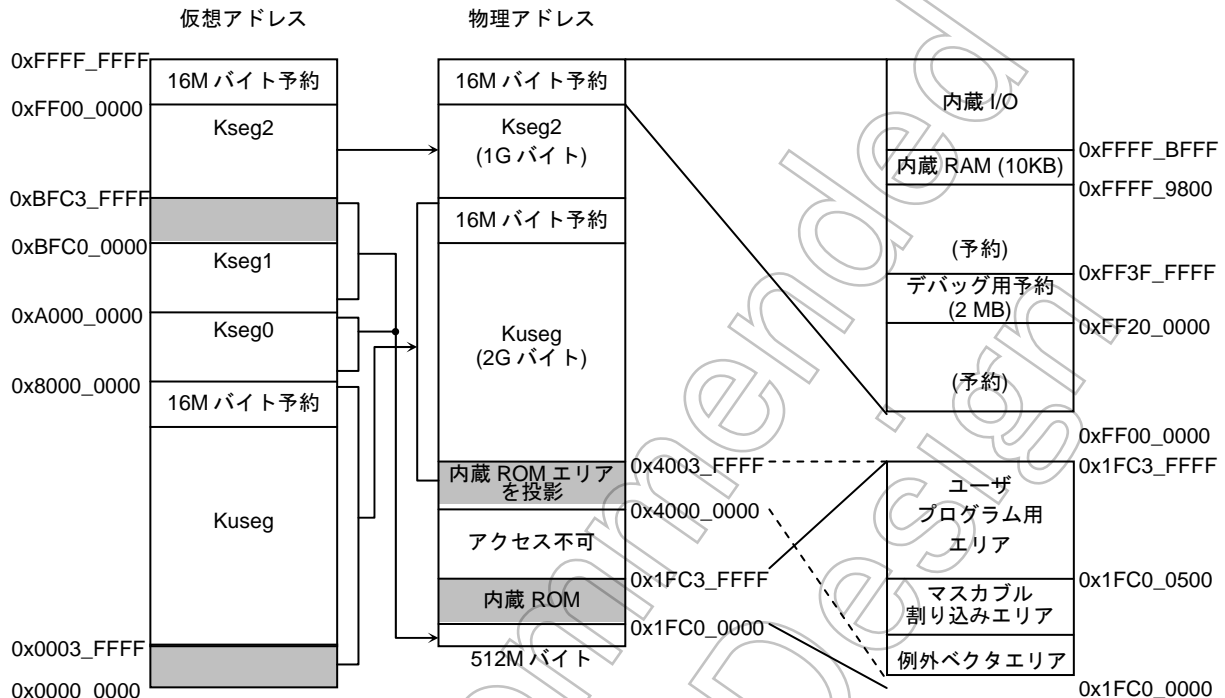 仮想アドレス
物理アドレス
0xFFFF_FFFF
0xFF00_0000
0xBFC3_FFFF
0xBFC0_0000
0xA000_0000
0x8000_0000
0x0003_FFFF
0x0000_0000
16M バイト予約
Kseg2
Kseg1
Kseg0
16M バイト予約
Kuseg
16M バイト予約
Kseg2
(1G バイト)
16M バイト予約
Kuseg
(2G バイト)
内蔵 ROM エリア
を投影
アクセス不可
内蔵 ROM
512M バイト
0x4003_FFFF
0x4000_0000
0x1FC3_FFFF
0x1FC0_0000
内蔵 I/O
内蔵 RAM (10KB)
(予約)
デバッグ用予約
(2 MB)
(予約)
0xFFFF_BFFF
0xFFFF_9800
0xFF3F_FFFF
0xFF20_0000
0xFF00_0000
0x1FC3_FFFF
ユーザ
プログラム用
エリア
0x1FC0_0500
マスカブル
割り込みエリア
例外ベクタエリア
0x1FC0_0000
ommended
Design